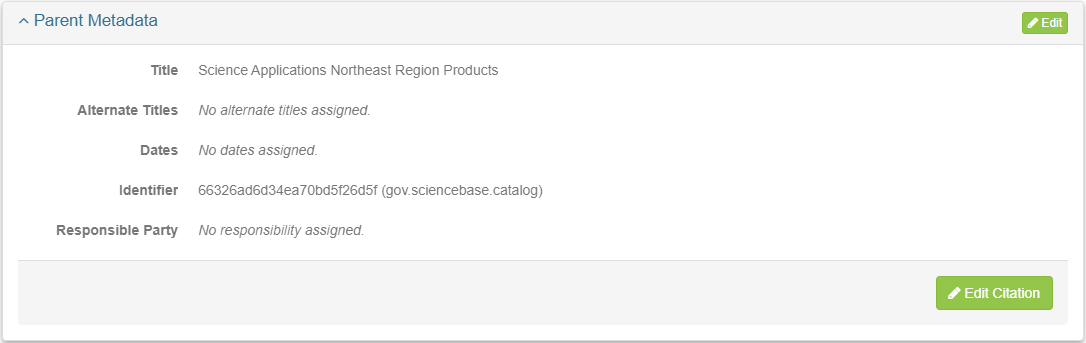 Parent Metadata
Edit
Title Science Applications Northeast Region Products
Alternate Titles No alternate titles assigned.
Dates No dates assigned.
Identifier 66326ad6d34ea70bd5f26d5f (gov.sciencebase.catalog)
Responsible Party No responsibility assigned.
Edit Citation